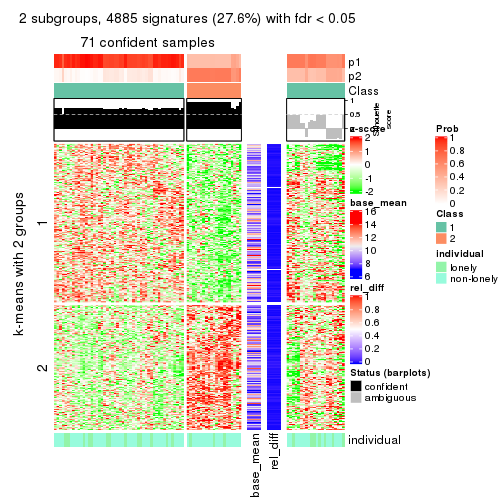 2 subgroups, 4885 signatures (27.6%) with fdr < 0.05
71 confident samples
p1
p2
Class
1
0.5
0
Silhouette
score
k-means with 2 groups
1
2
base_mean
rel_diff
individual
z-score
2
1
0
-1
-2
base_mean
16
14
12
10
8
6
rel_diff
1
0.8
0.6
0.4
0.2
0
Status (barplots)
confident
ambiguous
Prob
1
0.8
0.6
0.4
0.2
0
Class
1
2
individual
lonely
non-lonely